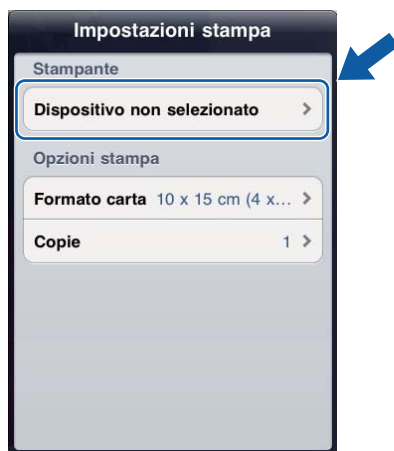 Impostazioni stampa
Stampante
Dispositivo non selezionato
Opzioni stampa
Formato carta 10 x 15 cm (4 x...
Copie 1